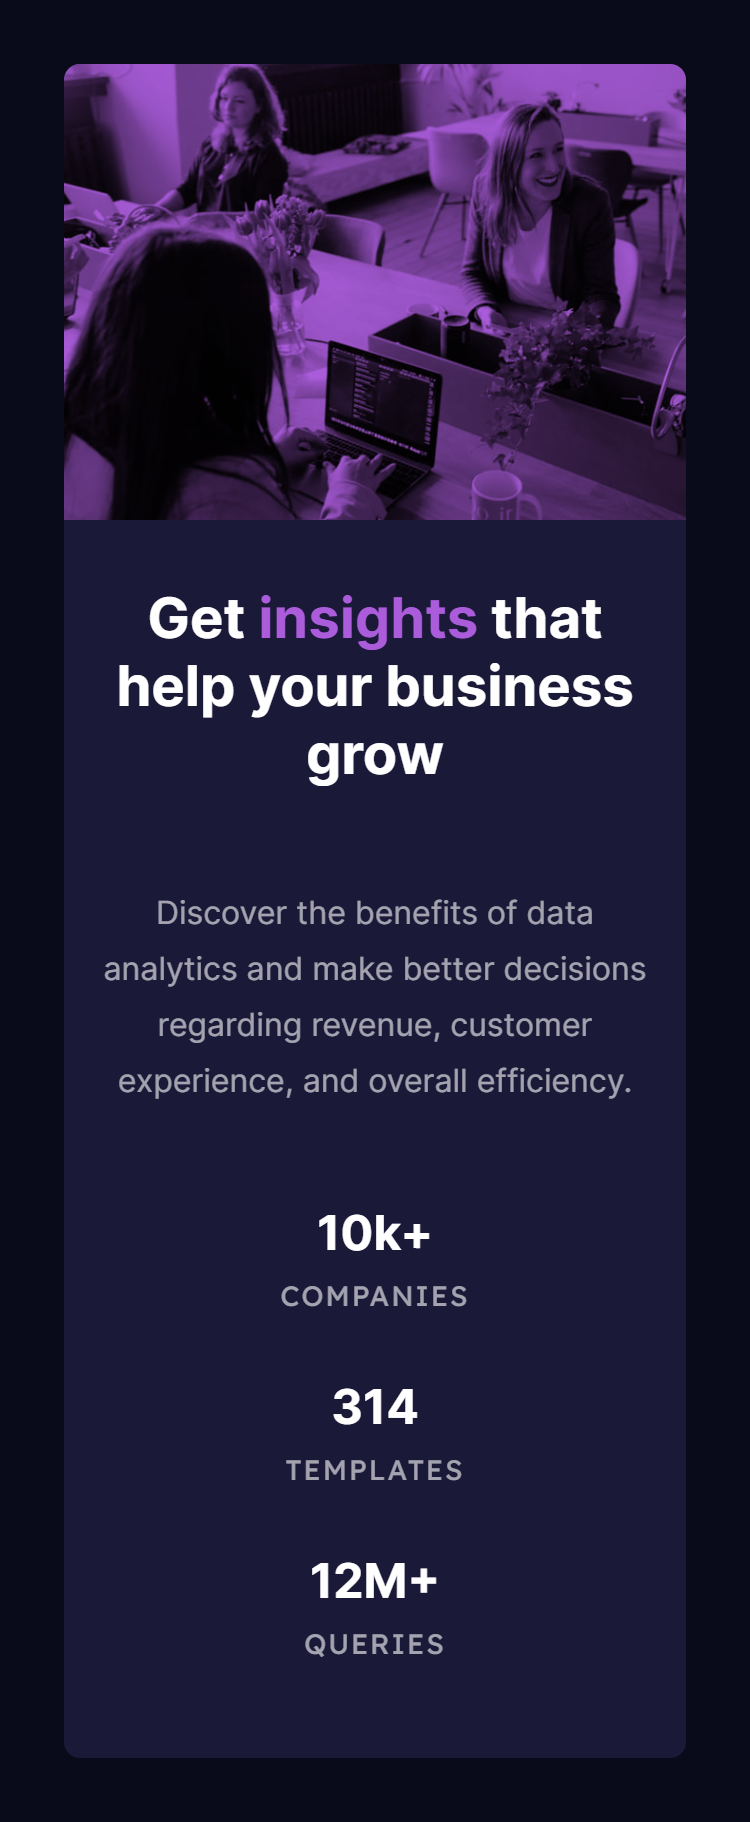 Get insights that
help your business
grow
Discover the benefits of data
analytics and make better decisions
regarding revenue, customer
experience, and overall efficiency.
10k+
COMPANIES
314
TEMPLATES
12M+
QUERIES